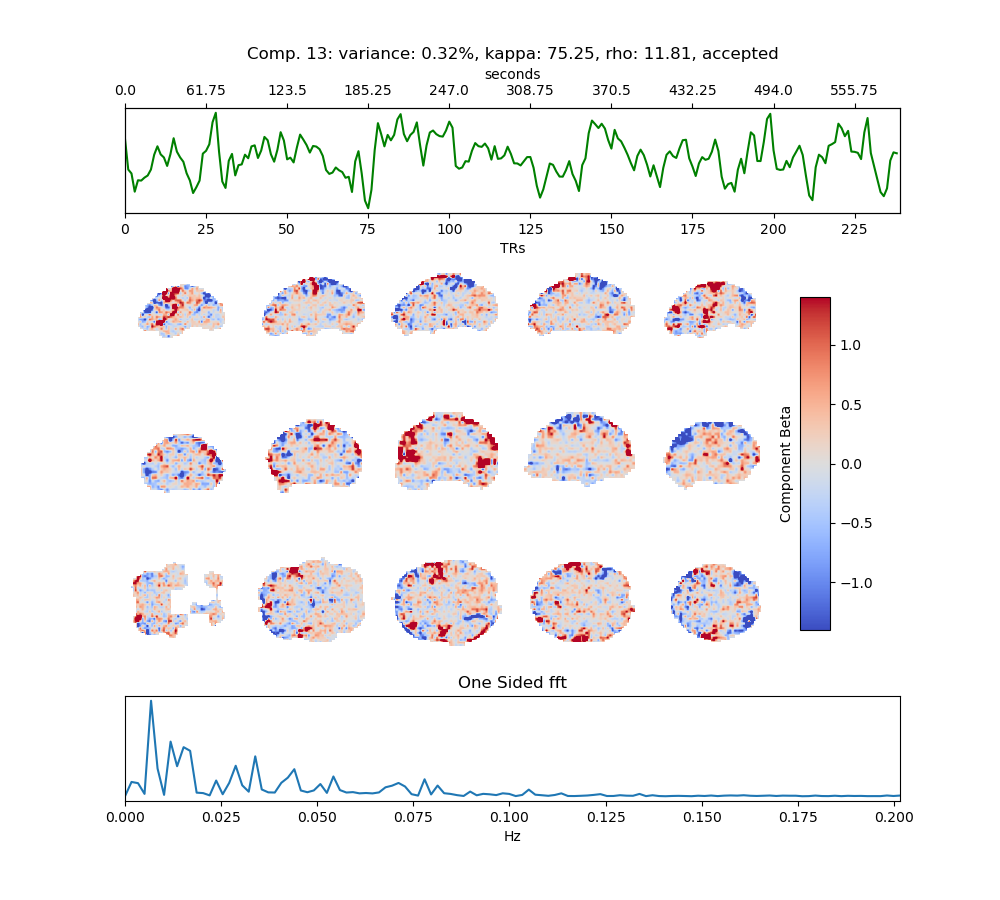 Comp. 13: variance: 0.32%, kappa: 75.25, rho: 11.81, accepted
seconds
0.0 61.75 123.5 185.25 247.0 308.75 370.5 432.25 494.0 555.75
0 25 50 75 100 125 150 175 200 225
TRs
1.0
0.5
0.0
−0.5
−1.0
Component Beta
One Sided fft
0.000 0.025 0.050 0.075 0.100 0.125 0.150 0.175 0.200
Hz